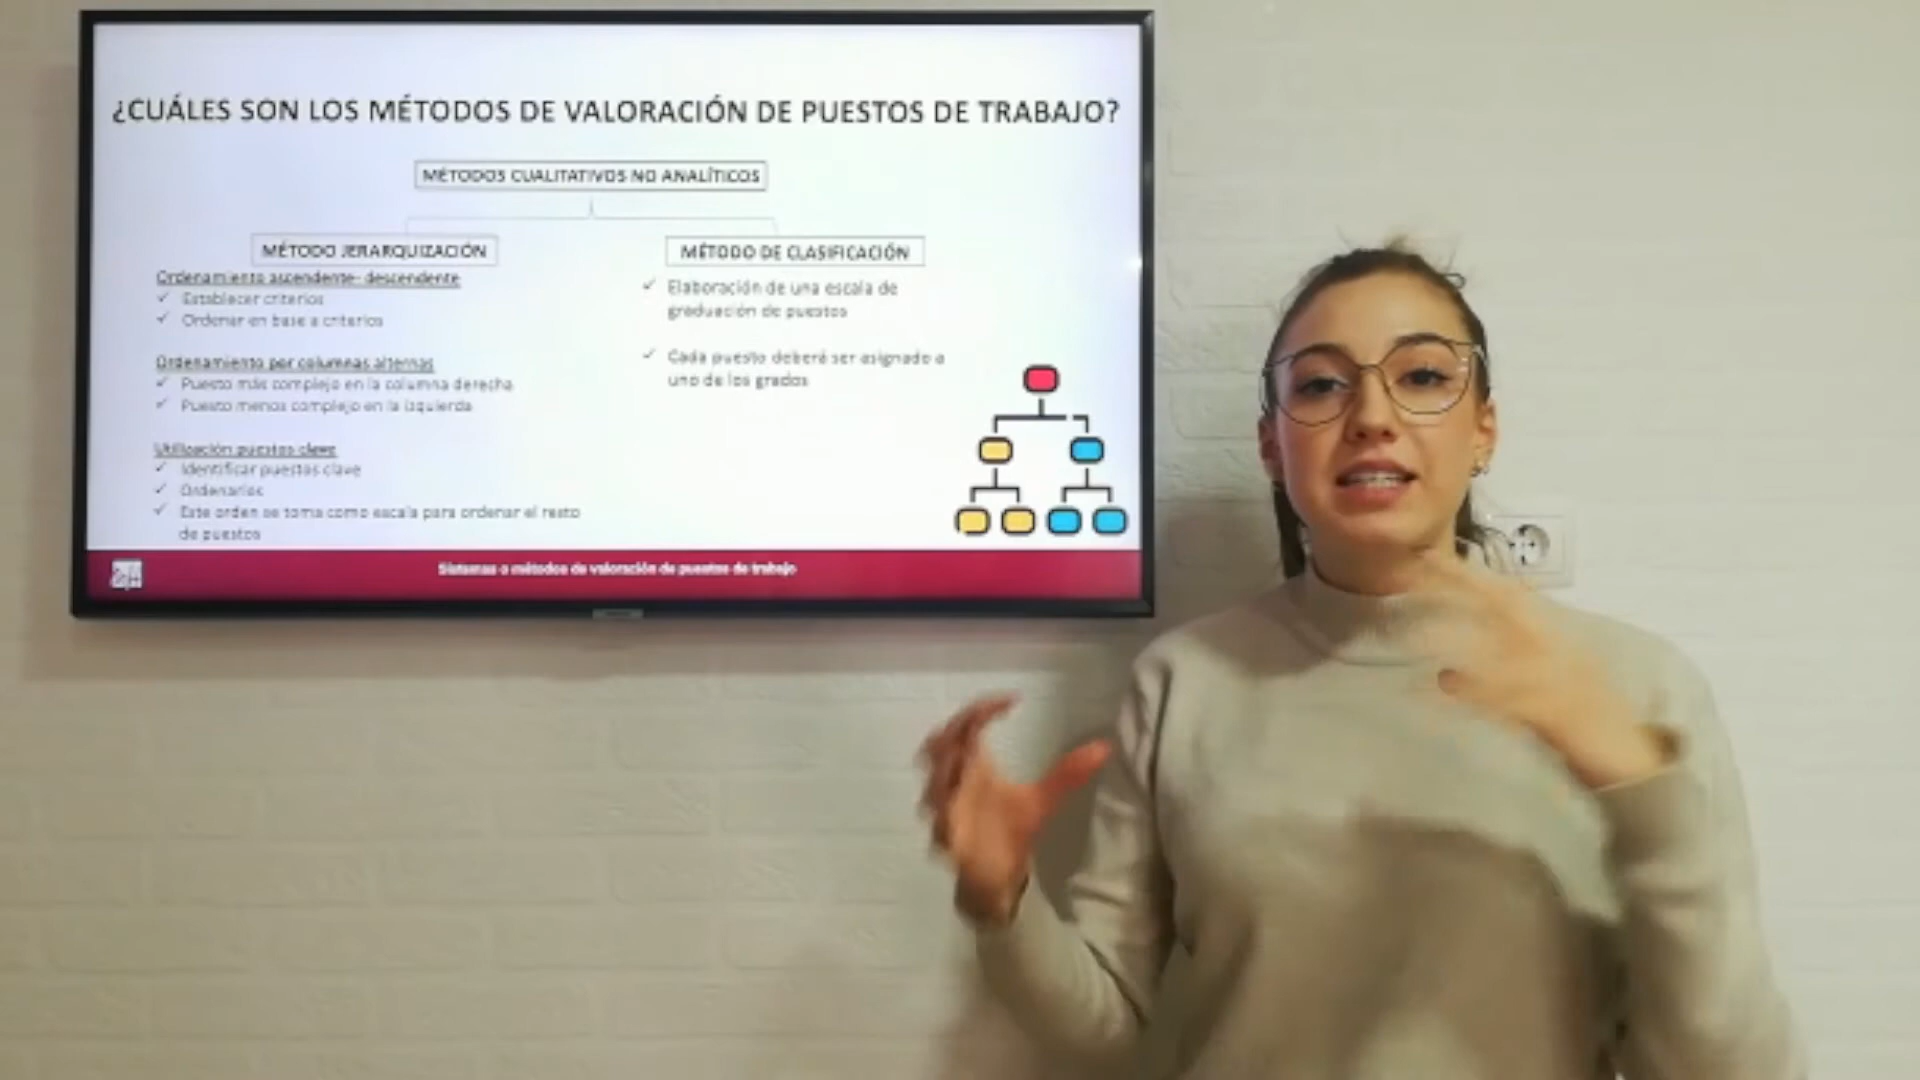 ¿CUÁLES SON LOS MÉTODOS DE VALORACIÓN DE PUESTOS DE TRABAJO?
MÉTODOS CUALITATIVOS NO ANALÍTICOS
MÉTODO JERARQUIZACIÓN
Ordenamiento ascendente- descendente
✓ Establecer criterios
✓ Ordenar en base a criterios
Ordenamiento por columnas alternas
✓ Puesto más complejo en la columna derecha
✓ Puesto menos complejo en la izquierda
Utilización puestos clave
✓ Identificar puestos clave
✓ Ordenarlos
✓ Este orden se toma como escala para ordenar el resto
de puestos
MÉTODO DE CLASIFICACIÓN
✓ Elaboración de una escala de
graduación de puestos
✓ Cada puesto deberá ser asignado a
uno de los grados
Sistemas o métodos de valoración de puestos de trabajo